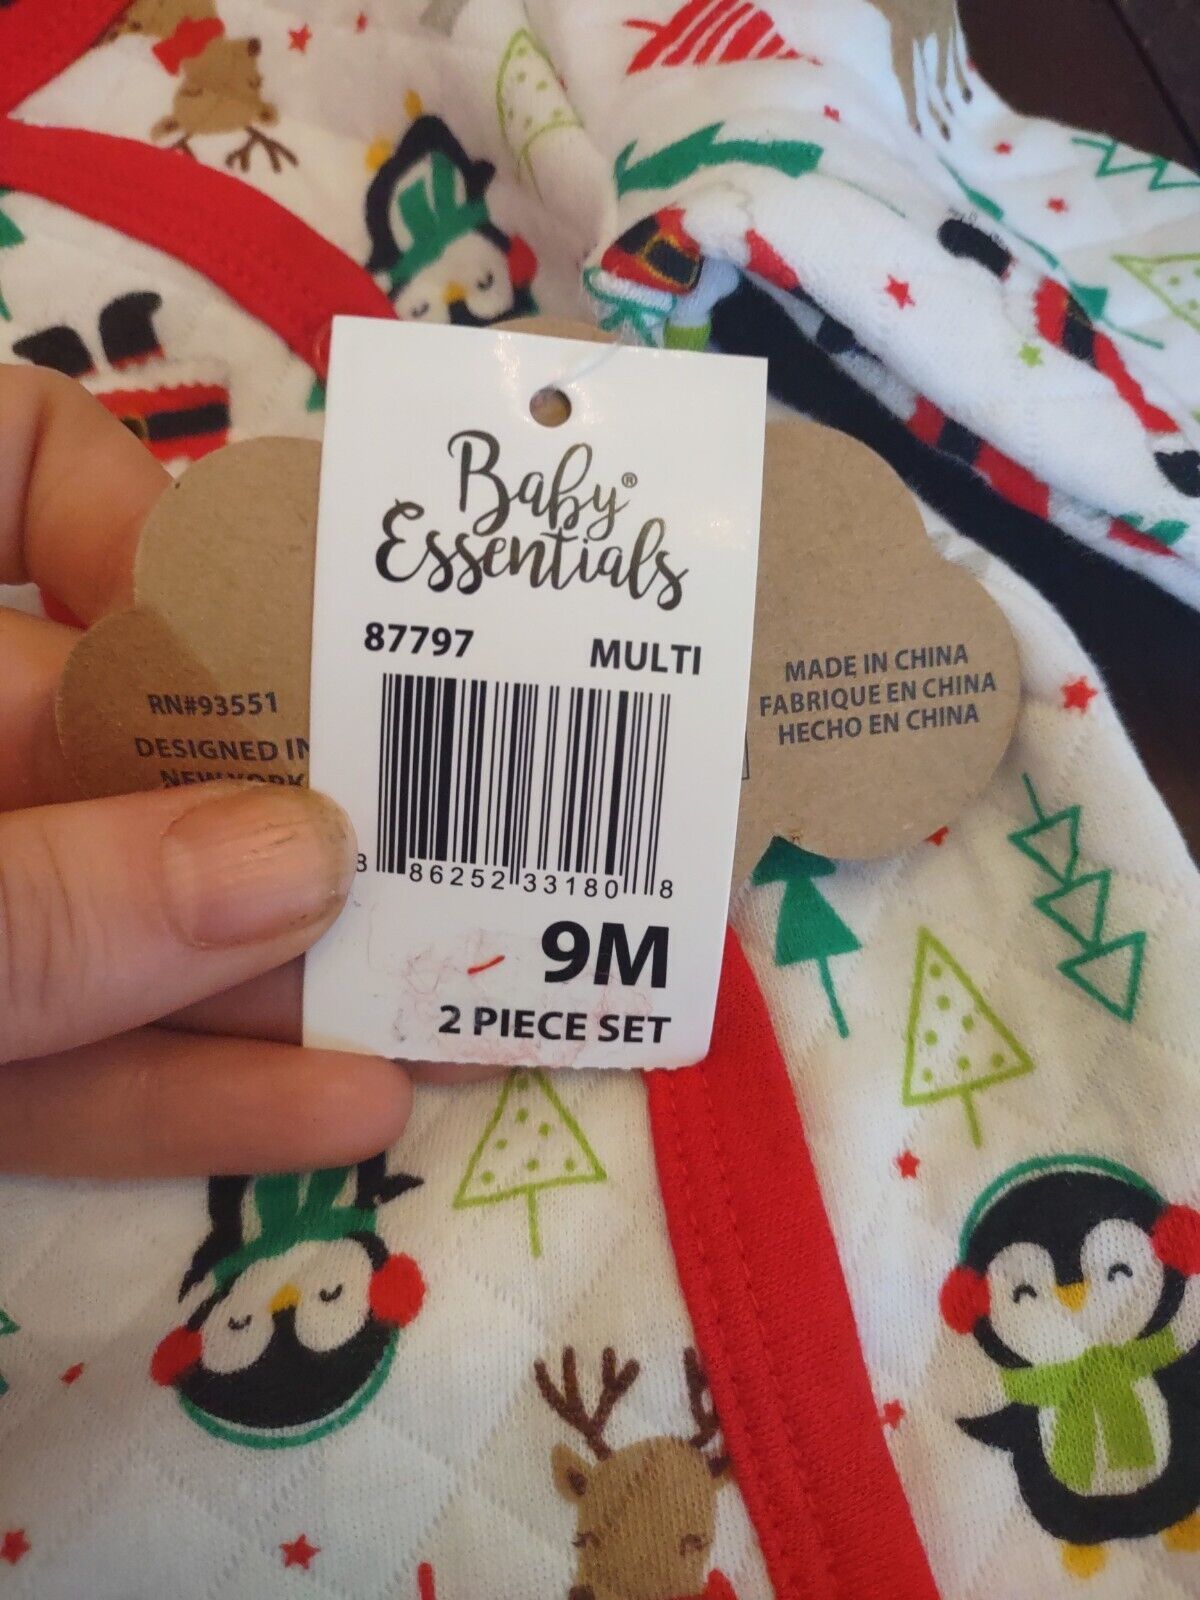 Baby®
Essentials
87797 MULTI
8 86252 33180 8
9M
2 PIECE SET
RN#93551
DESIGNED IN
NEW YORK
MADE IN CHINA
FABRIQUE EN CHINA
HECHO EN CHINA